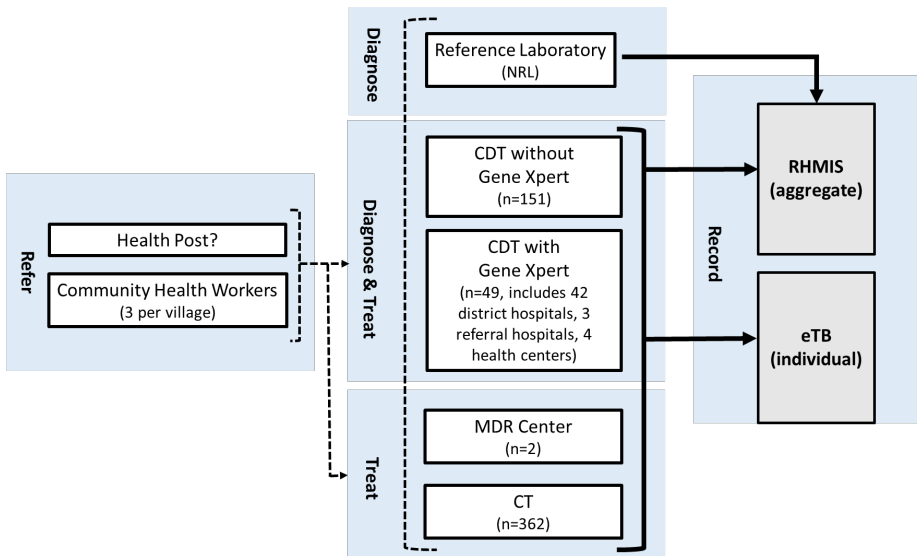 Refer
Health Post?
Community Health Workers
(3 per village)
Diagnose
Reference Laboratory
(NRL)
Diagnose & Treat
CDT without
Gene Xpert
(n=151)
CDT with
Gene Xpert
(n=49, includes 42
district hospitals, 3
referral hospitals, 4
health centers)
Treat
MDR Center
(n=2)
CT
(n=362)
Record
RHMIS
(aggregate)
eTB
(individual)